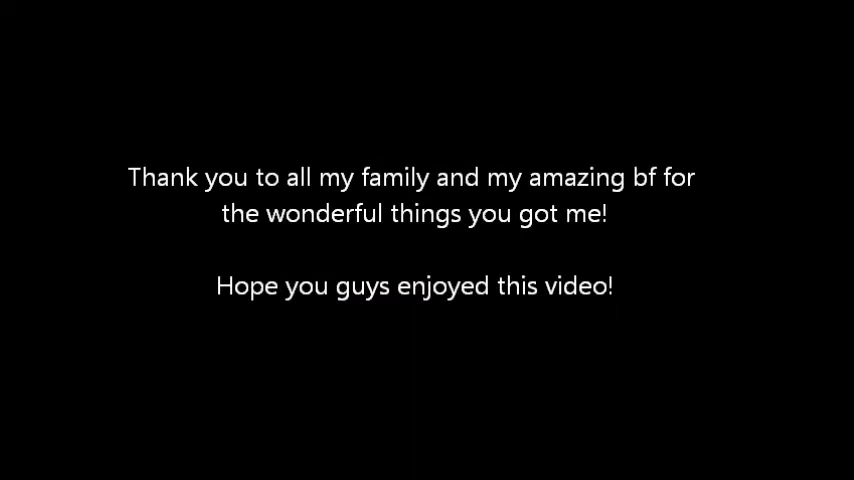 Thank you to all my family and my amazing bf for
the wonderful things you got me!
Hope you guys enjoyed this video!